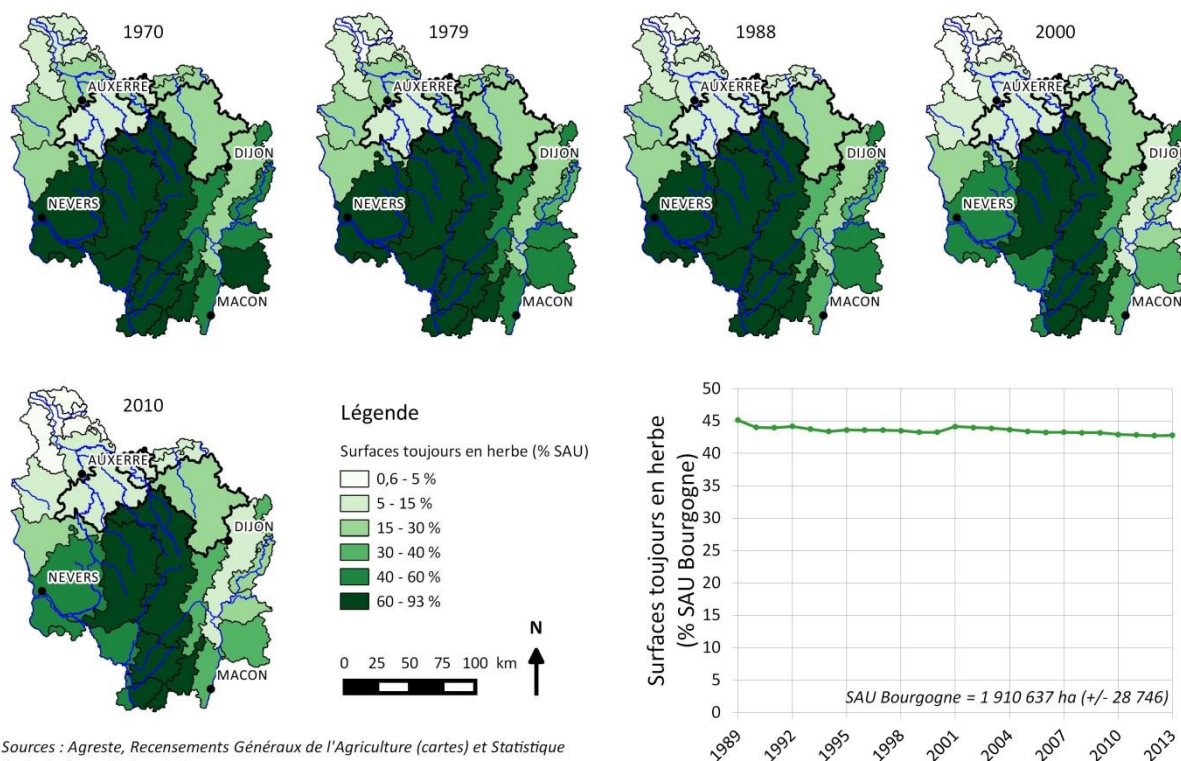 1970
AUXERRE
DIJON
NEVERS
MACON
1979
AUXERRE
DIJON
NEVERS
MACON
1988
AUXERRE
DIJON
NEVERS
MACON
2000
AUXERRE
DIJON
NEVERS
MACON
2010
AUXERRE
DIJON
NEVERS
MACON
Légende
Surfaces toujours en herbe (% SAU)
0,6 - 5 %
5 - 15 %
15 - 30 %
30 - 40 %
40 - 60 %
60 - 93 %
N
0 25 50 75 100 km
Surfaces toujours en herbe
(% SAU Bourgogne)
50
45
40
35
30
25
20
15
10
5
0
SAU Bourgogne = 1 910 637 ha (+/- 28 746)
1989
1992
1995
1998
2001
2004
2007
2010
2013
Sources : Agreste, Recensements Généraux de l'Agriculture (cartes) et Statistique